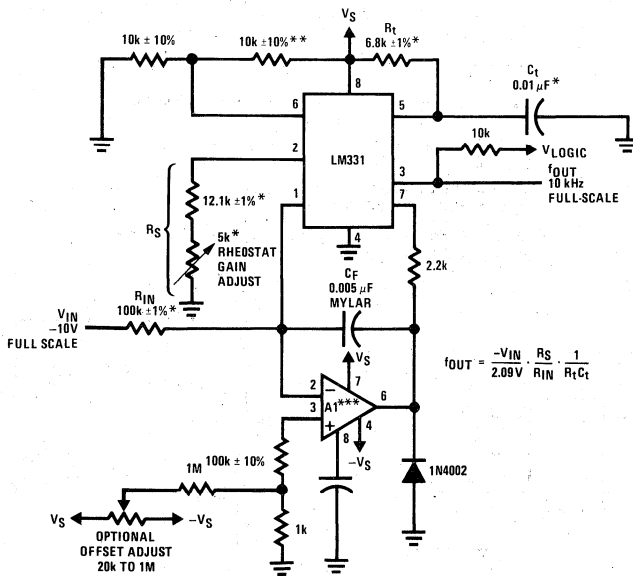 VS
10k ± 10%
10k ±10%**
Rt
6.8k ±1%*
Ct
0.01 µF*
8
6
5
10k
VLOGIC
2
LM331
3
fOUT
10 kHz
FULL-SCALE
12.1k ±1%*
1
7
RS
5k*
RHEOSTAT
GAIN
ADJUST
4
2.2k
CF
0.005 µF
MYLAR
RIN
100k ±1%*
VIN
–10V
FULL SCALE
VS
fOUT = –VIN/2.09V · RS/RIN · 1/RtCt
7
2
–
A1***
6
3
+
4
8
–VS
100k ± 10%
1M
1N4002
VS
–VS
1k
OPTIONAL
OFFSET ADJUST
20k TO 1M